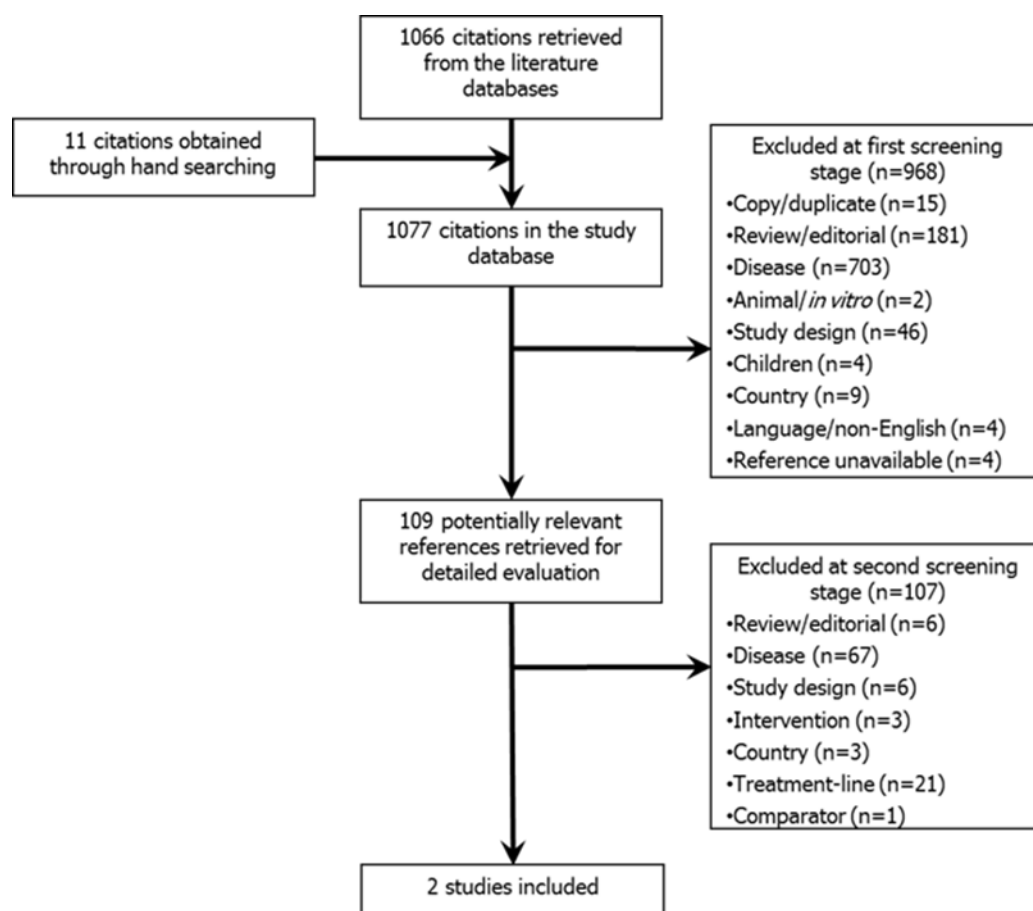 1066 citations retrieved
from the literature
databases
11 citations obtained
through hand searching
1077 citations in the study
database
Excluded at first screening
stage (n=968)
•Copy/duplicate (n=15)
•Review/editorial (n=181)
•Disease (n=703)
•Animal/in vitro (n=2)
•Study design (n=46)
•Children (n=4)
•Country (n=9)
•Language/non-English (n=4)
•Reference unavailable (n=4)
109 potentially relevant
references retrieved for
detailed evaluation
Excluded at second screening
stage (n=107)
•Review/editorial (n=6)
•Disease (n=67)
•Study design (n=6)
•Intervention (n=3)
•Country (n=3)
•Treatment-line (n=21)
•Comparator (n=1)
2 studies included